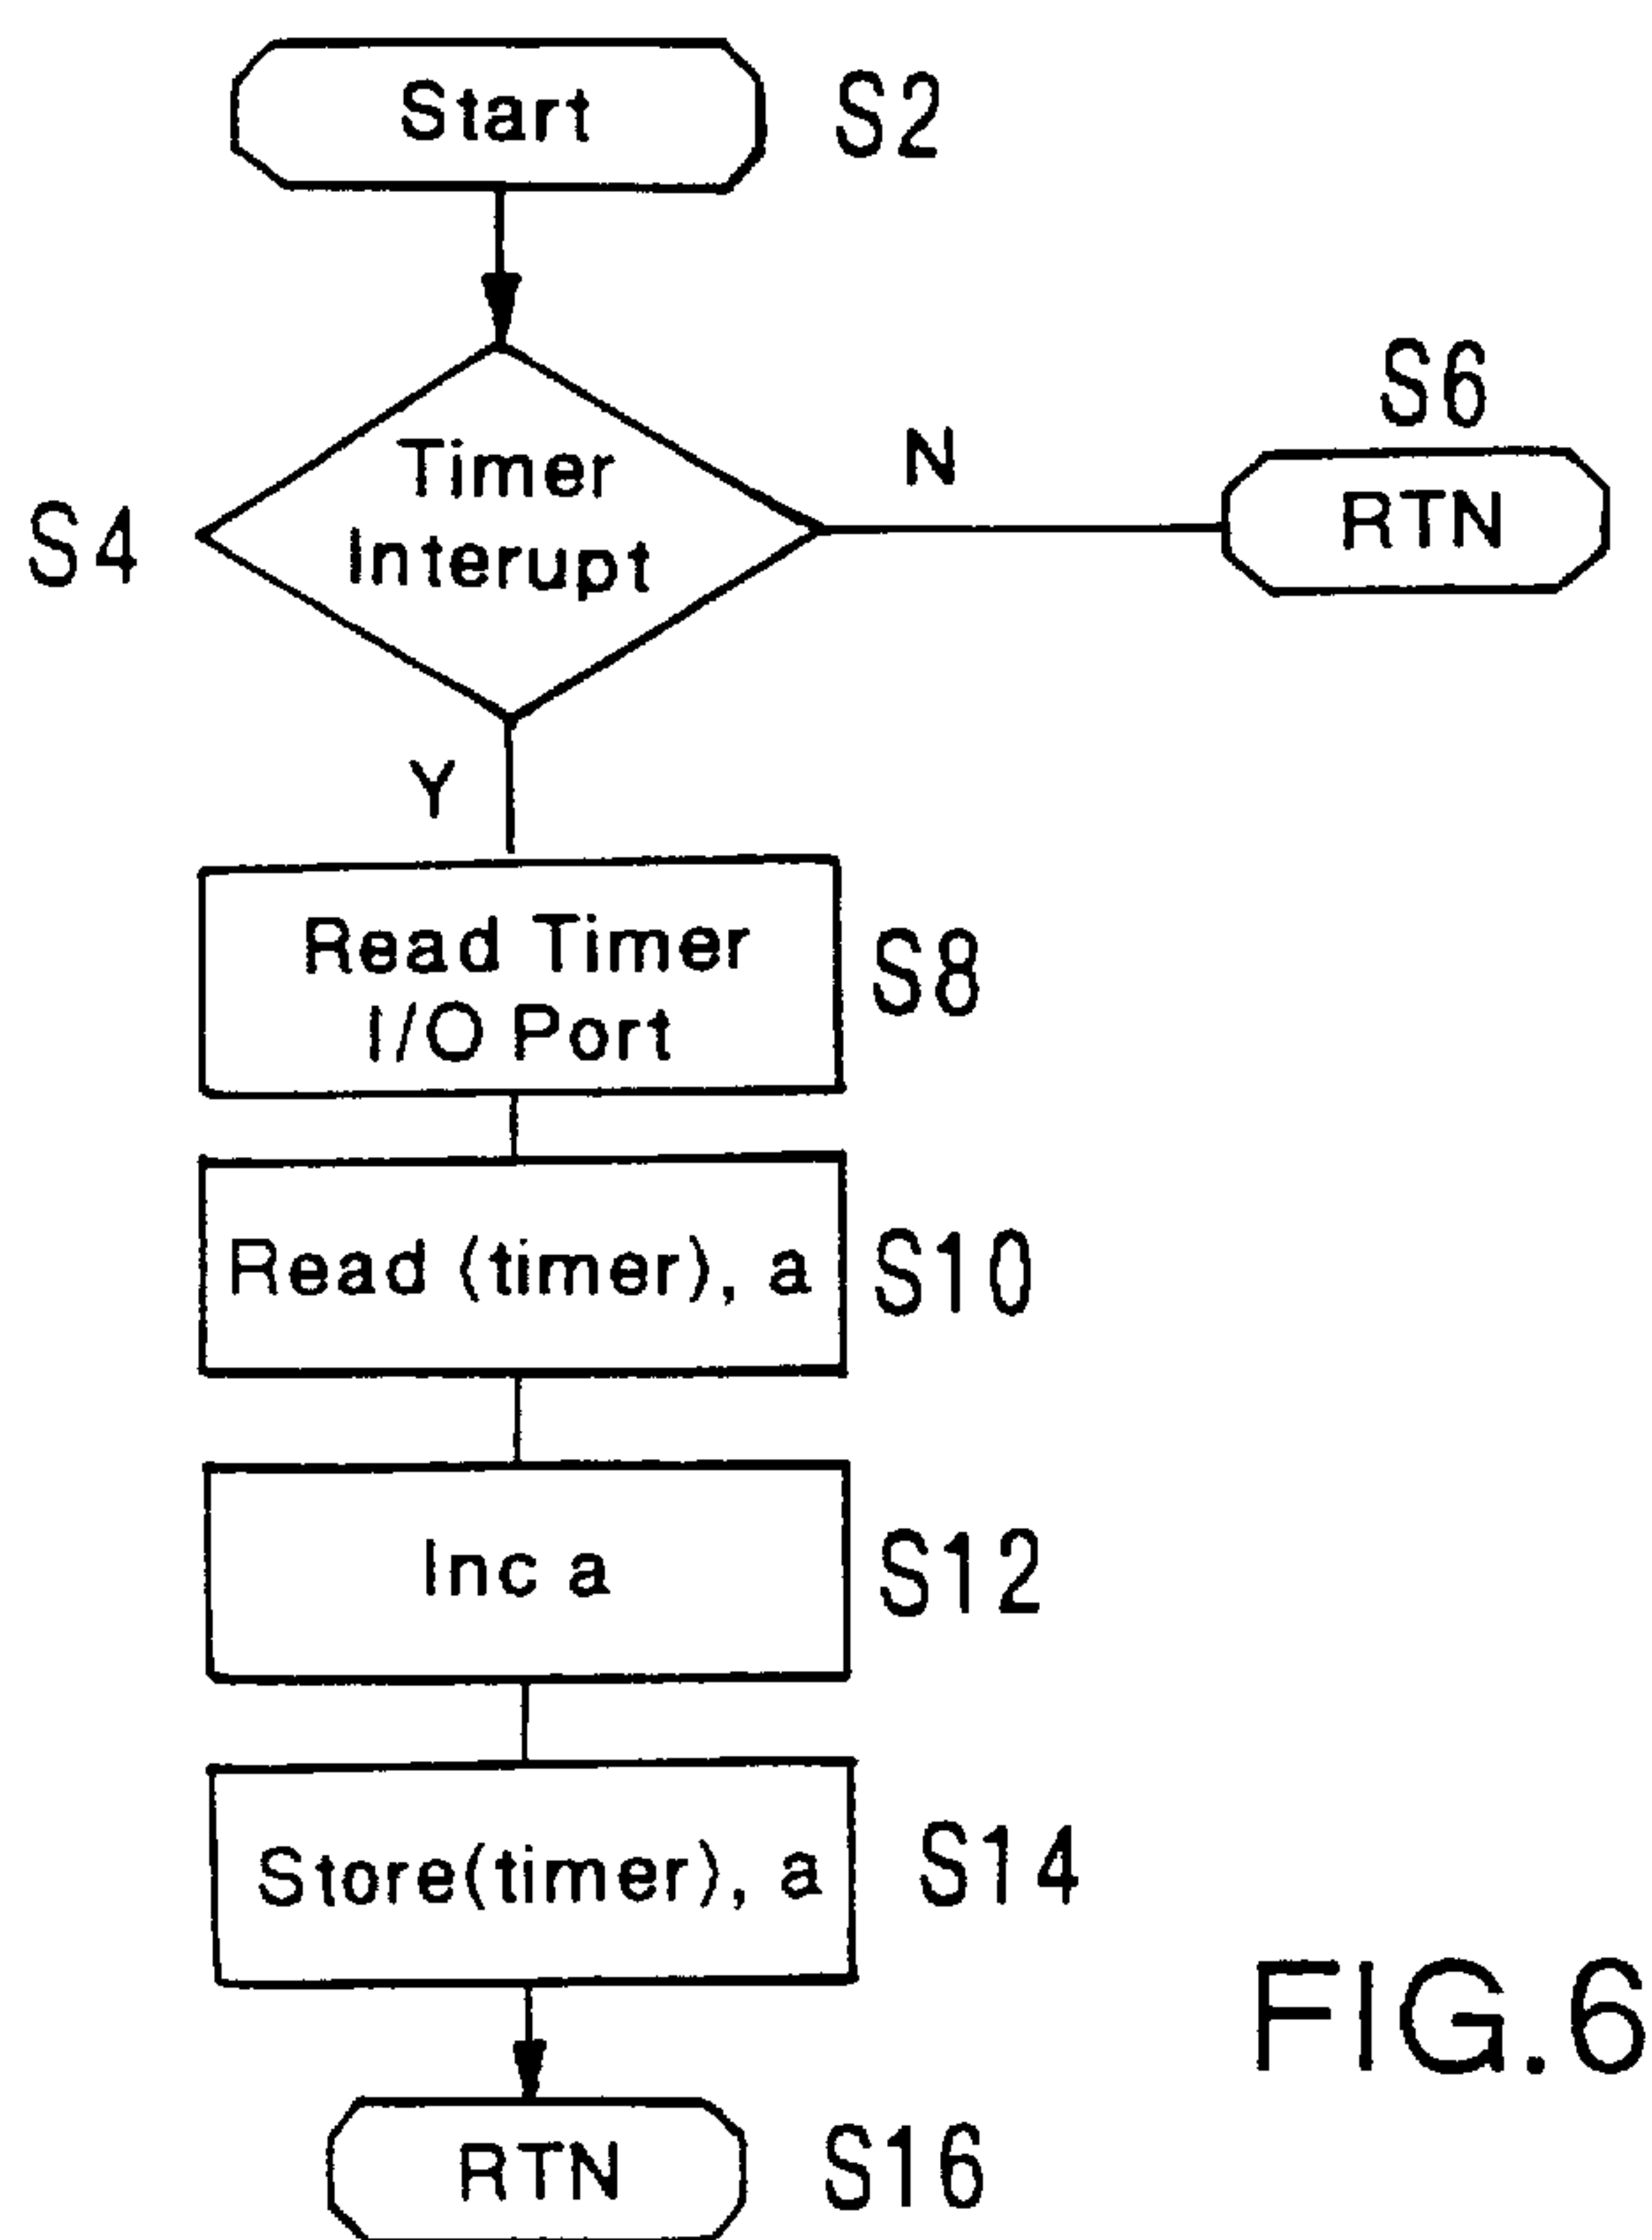 Start
S2
Timer
Interupt
S4
N
S6
RTN
Y
Read Timer
I/O Port
S8
Read (timer), a
S10
Inc a
S12
Store(timer), a
S14
RTN
S16
FIG.6